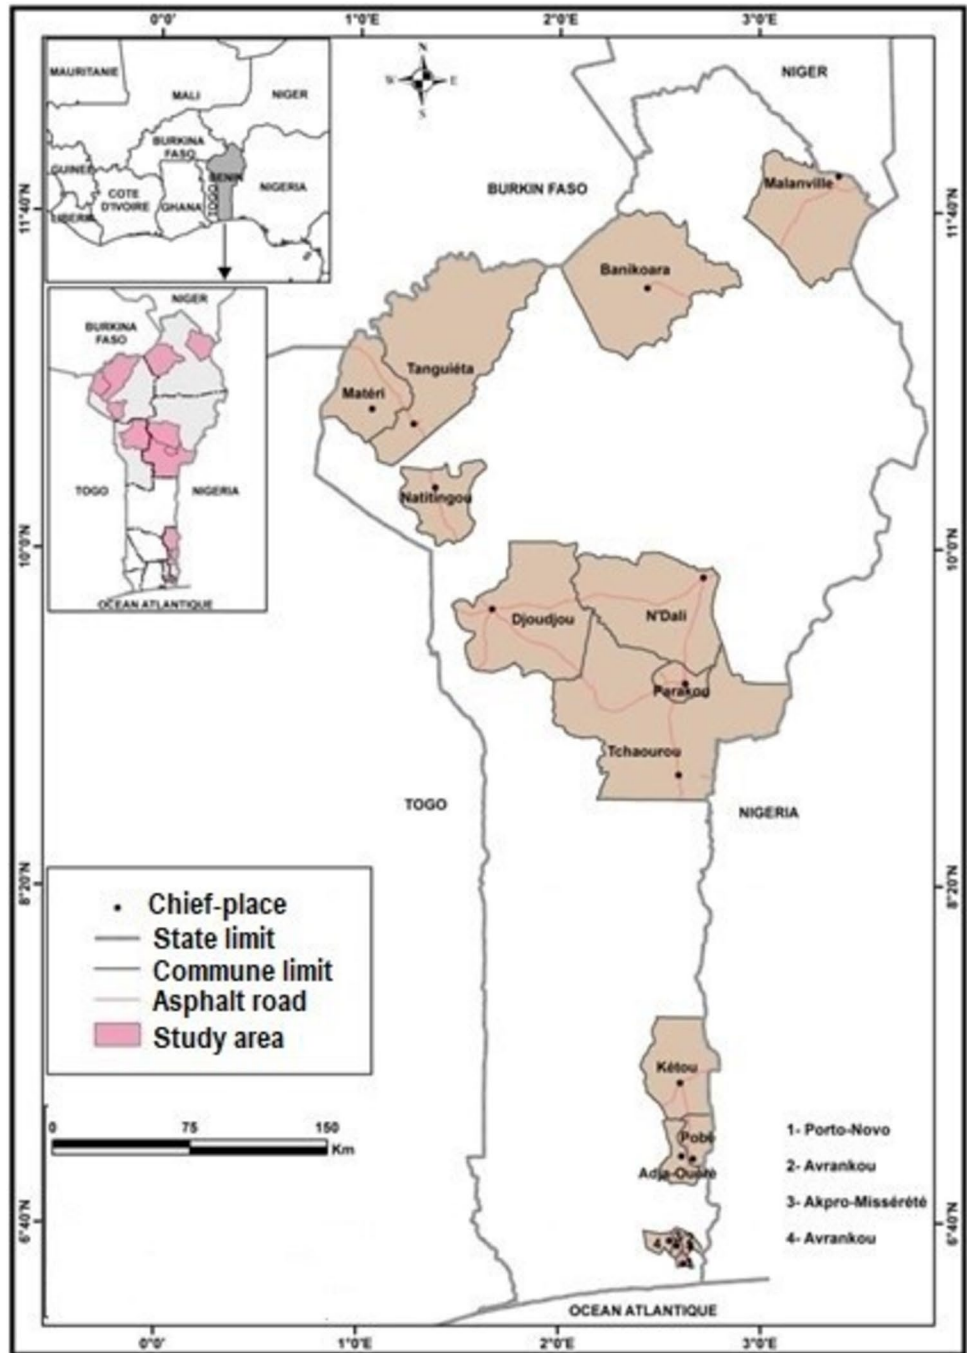 0°0'
1°0'E
2°0'E
3°0'E
N
W
E
S
MAURITANIE
MALI
NIGER
BURKINA
FASO
GUINEE
COTE
D'IVOIRE
LIBERIA
GHANA
TOGO
BENIN
NIGERIA
NIGER
BURKINA
FASO
TOGO
NIGERIA
OCEAN ATLANTIQUE
NIGER
BURKIN FASO
Malanville
Banikoara
Tanguiéta
Matéri
Natitingou
Djoudjou
N'Dali
Parakou
Tchaourou
TOGO
NIGERIA
Kétou
Pobè
Adja-Ouèrè
4
OCEAN ATLANTIQUE
11°40'N
10°0'N
8°20'N
6°40'N
11°40'N
10°0'N
8°20'N
6°40'N
Chief-place
State limit
Commune limit
Asphalt road
Study area
0
75
150
Km
1- Porto-Novo
2- Avrankou
3- Akpro-Missérété
4- Avrankou
0°0'
1°0'E
2°0'E
3°0'E